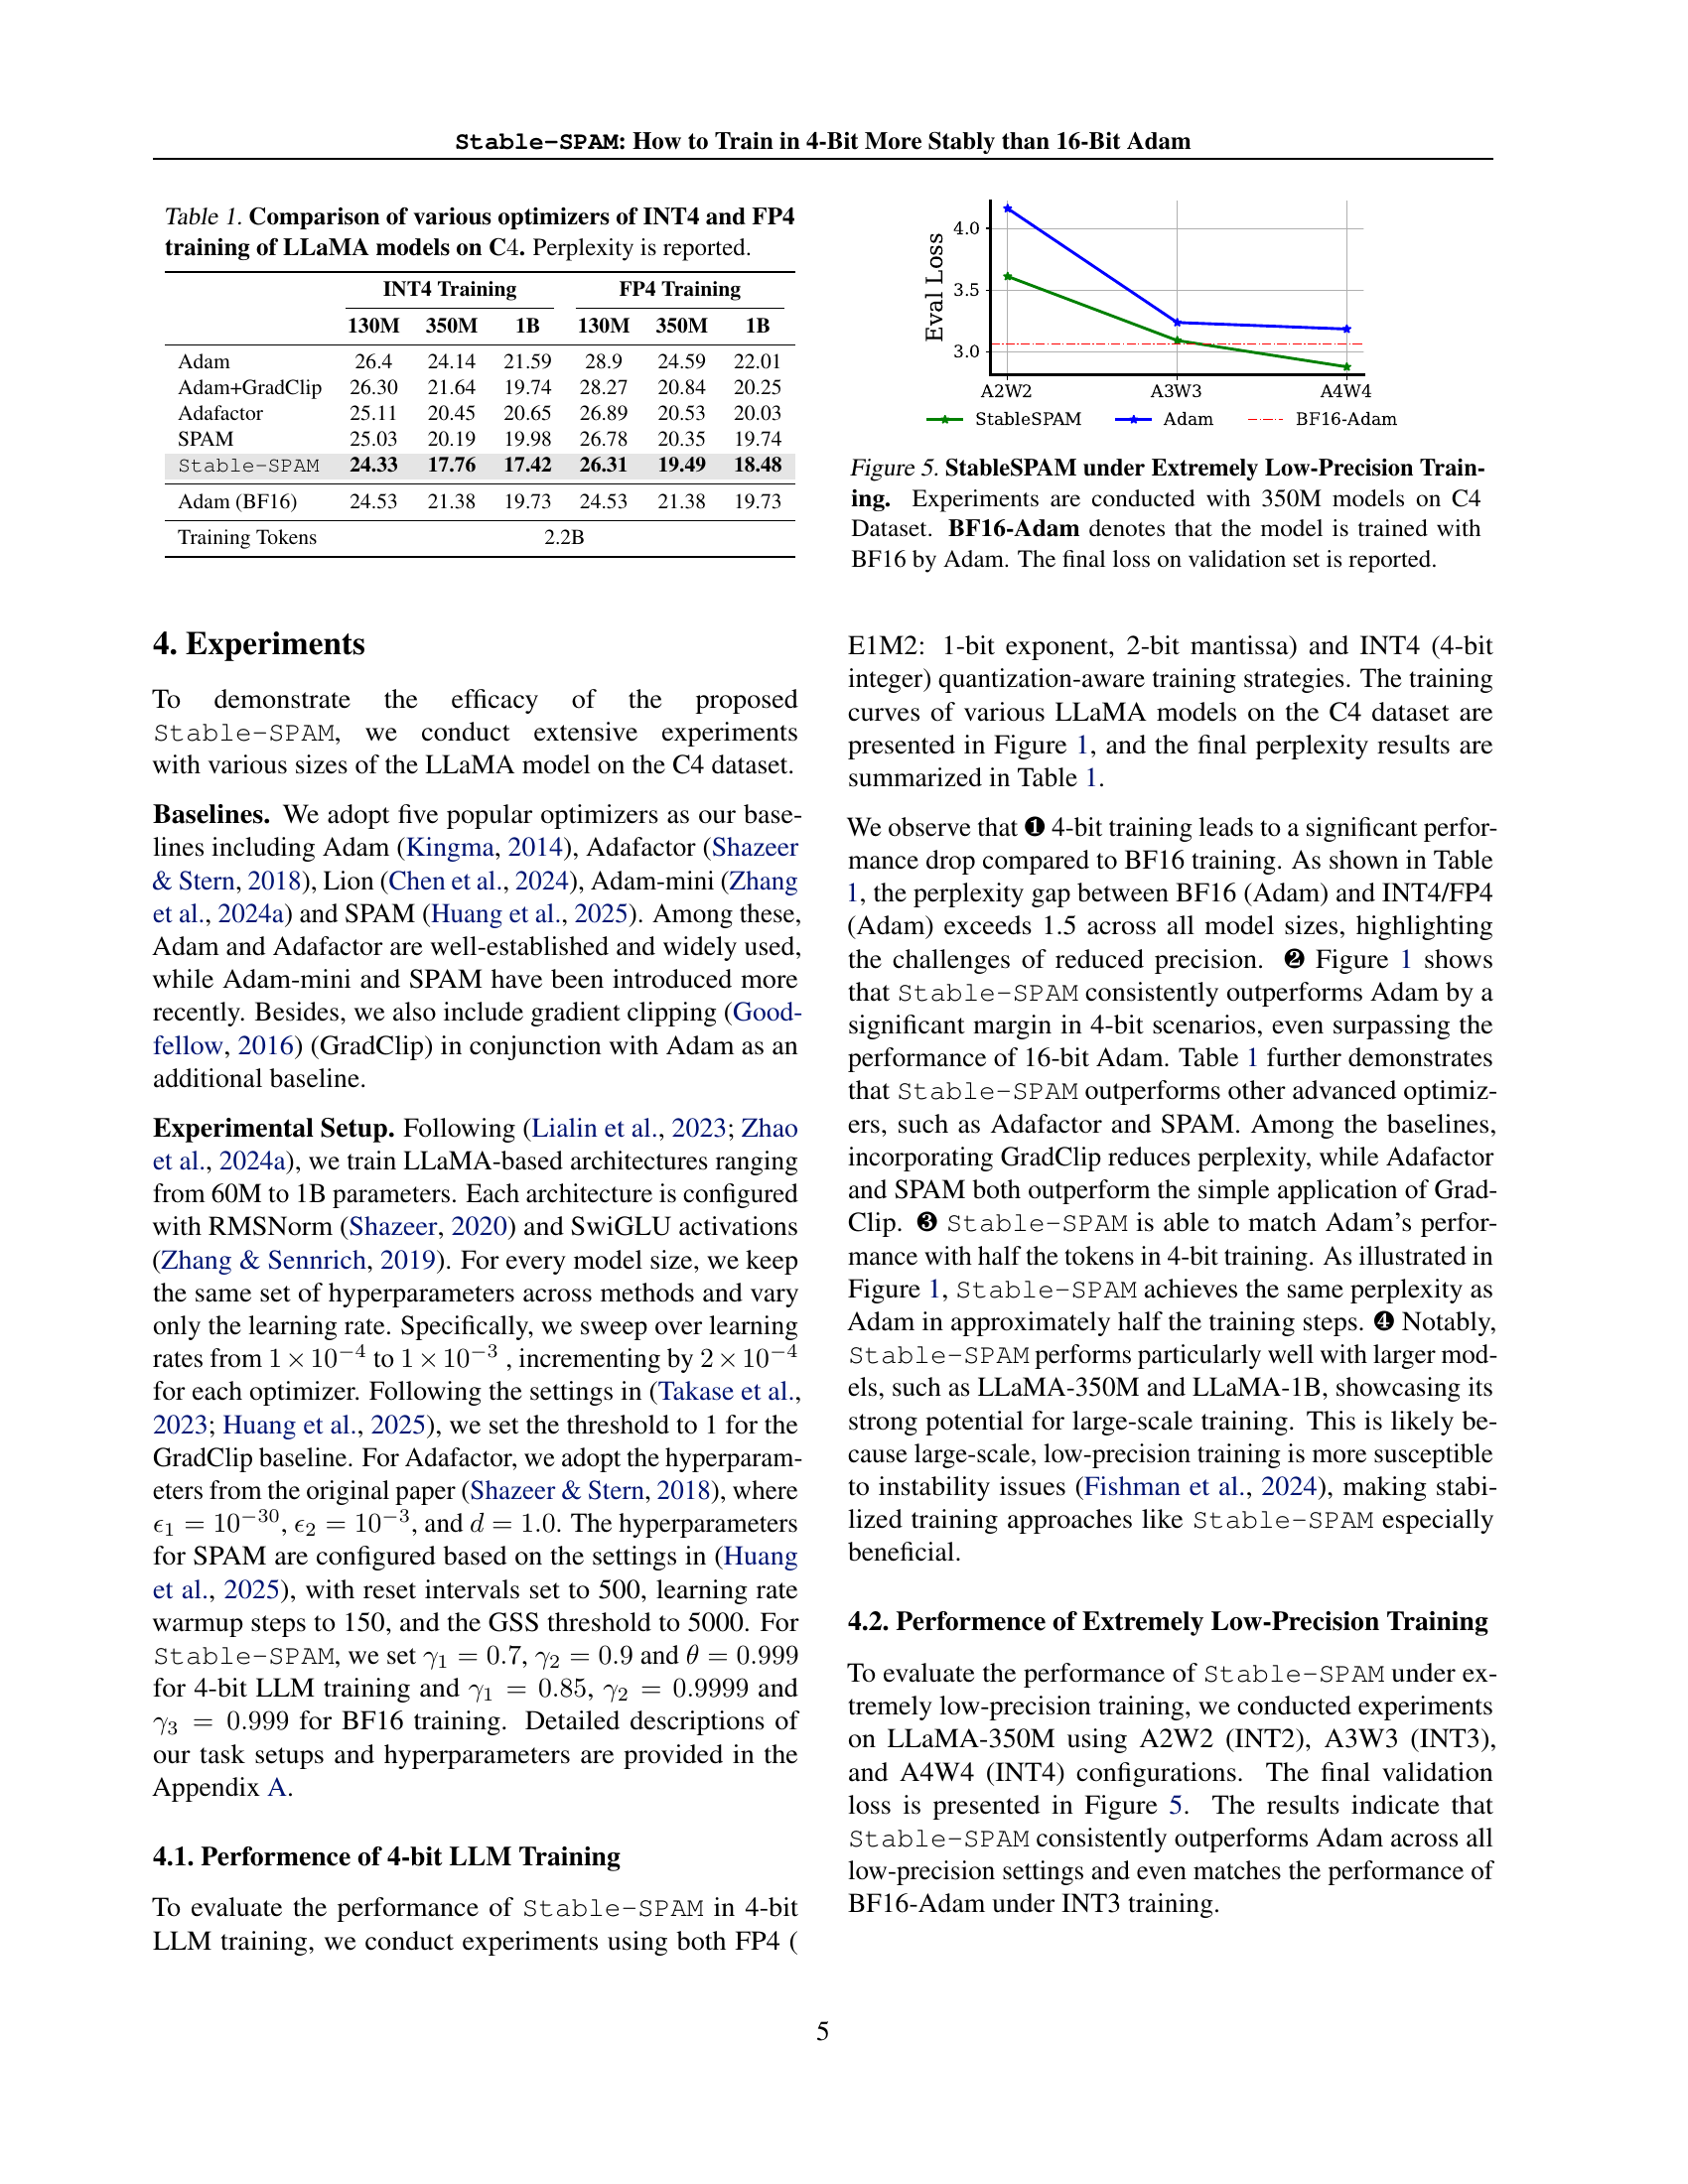 Stable-SPAM: How to Train in 4-Bit More Stably than 16-Bit Adam
Table 1. Comparison of various optimizers of INT4 and FP4
training of LLaMA models on C4. Perplexity is reported.
INT4 Training FP4 Training
130M 350M 1B 130M 350M 1B
Adam 26.4 24.14 21.59 28.9 24.59 22.01
Adam+GradClip 26.30 21.64 19.74 28.27 20.84 20.25
Adafactor 25.11 20.45 20.65 26.89 20.53 20.03
SPAM 25.03 20.19 19.98 26.78 20.35 19.74
Stable-SPAM 24.33 17.76 17.42 26.31 19.49 18.48
Adam (BF16) 24.53 21.38 19.73 24.53 21.38 19.73
Training Tokens 2.2B
4. Experiments
To demonstrate the efficacy of the proposed
Stable-SPAM, we conduct extensive experiments
with various sizes of the LLaMA model on the C4 dataset.
Baselines. We adopt five popular optimizers as our base-
lines including Adam (Kingma, 2014), Adafactor (Shazeer
& Stern, 2018), Lion (Chen et al., 2024), Adam-mini (Zhang
et al., 2024a) and SPAM (Huang et al., 2025). Among these,
Adam and Adafactor are well-established and widely used,
while Adam-mini and SPAM have been introduced more
recently. Besides, we also include gradient clipping (Good-
fellow, 2016) (GradClip) in conjunction with Adam as an
additional baseline.
Experimental Setup. Following (Lialin et al., 2023; Zhao
et al., 2024a), we train LLaMA-based architectures ranging
from 60M to 1B parameters. Each architecture is configured
with RMSNorm (Shazeer, 2020) and SwiGLU activations
(Zhang & Sennrich, 2019). For every model size, we keep
the same set of hyperparameters across methods and vary
only the learning rate. Specifically, we sweep over learning
rates from 1 × 10⁻⁴ to 1 × 10⁻³ , incrementing by 2 × 10⁻⁴
for each optimizer. Following the settings in (Takase et al.,
2023; Huang et al., 2025), we set the threshold to 1 for the
GradClip baseline. For Adafactor, we adopt the hyperparam-
eters from the original paper (Shazeer & Stern, 2018), where
ϵ₁ = 10⁻³⁰, ϵ₂ = 10⁻³, and d = 1.0. The hyperparameters
for SPAM are configured based on the settings in (Huang
et al., 2025), with reset intervals set to 500, learning rate
warmup steps to 150, and the GSS threshold to 5000. For
Stable-SPAM, we set γ₁ = 0.7, γ₂ = 0.9 and θ = 0.999
for 4-bit LLM training and γ₁ = 0.85, γ₂ = 0.9999 and
γ₃ = 0.999 for BF16 training. Detailed descriptions of
our task setups and hyperparameters are provided in the
Appendix A.
4.1. Performence of 4-bit LLM Training
To evaluate the performance of Stable-SPAM in 4-bit
LLM training, we conduct experiments using both FP4 (
Eval Loss
4.0
3.5
3.0
A2W2 A3W3 A4W4
StableSPAM Adam BF16-Adam
Figure 5. StableSPAM under Extremely Low-Precision Train-
ing. Experiments are conducted with 350M models on C4
Dataset. BF16-Adam denotes that the model is trained with
BF16 by Adam. The final loss on validation set is reported.
E1M2: 1-bit exponent, 2-bit mantissa) and INT4 (4-bit
integer) quantization-aware training strategies. The training
curves of various LLaMA models on the C4 dataset are
presented in Figure 1, and the final perplexity results are
summarized in Table 1.
We observe that ❶ 4-bit training leads to a significant perfor-
mance drop compared to BF16 training. As shown in Table
1, the perplexity gap between BF16 (Adam) and INT4/FP4
(Adam) exceeds 1.5 across all model sizes, highlighting
the challenges of reduced precision. ❷ Figure 1 shows
that Stable-SPAM consistently outperforms Adam by a
significant margin in 4-bit scenarios, even surpassing the
performance of 16-bit Adam. Table 1 further demonstrates
that Stable-SPAM outperforms other advanced optimiz-
ers, such as Adafactor and SPAM. Among the baselines,
incorporating GradClip reduces perplexity, while Adafactor
and SPAM both outperform the simple application of Grad-
Clip. ❸ Stable-SPAM is able to match Adam's perfor-
mance with half the tokens in 4-bit training. As illustrated in
Figure 1, Stable-SPAM achieves the same perplexity as
Adam in approximately half the training steps. ❹ Notably,
Stable-SPAM performs particularly well with larger mod-
els, such as LLaMA-350M and LLaMA-1B, showcasing its
strong potential for large-scale training. This is likely be-
cause large-scale, low-precision training is more susceptible
to instability issues (Fishman et al., 2024), making stabi-
lized training approaches like Stable-SPAM especially
beneficial.
4.2. Performence of Extremely Low-Precision Training
To evaluate the performance of Stable-SPAM under ex-
tremely low-precision training, we conducted experiments
on LLaMA-350M using A2W2 (INT2), A3W3 (INT3),
and A4W4 (INT4) configurations. The final validation
loss is presented in Figure 5. The results indicate that
Stable-SPAM consistently outperforms Adam across all
low-precision settings and even matches the performance of
BF16-Adam under INT3 training.
5